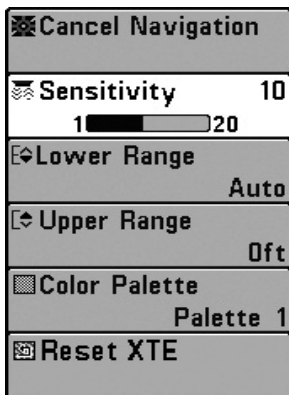 Cancel Navigation
Sensitivity 10
1 20
Lower Range
Auto
Upper Range
0ft
Color Palette
Palette 1
Reset XTE